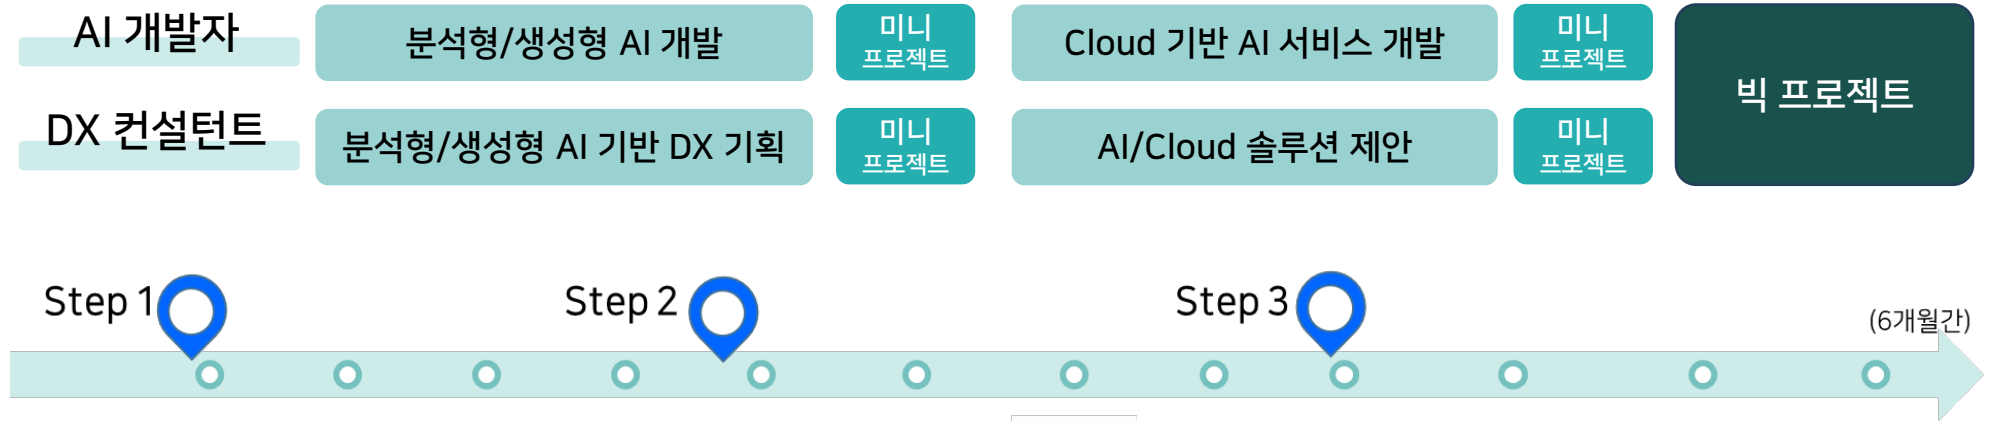 AI 개발자
분석형/생성형 AI 개발
미니
프로젝트
Cloud 기반 AI 서비스 개발
미니
프로젝트
빅 프로젝트
DX 컨설턴트
분석형/생성형 AI 기반 DX 기획
미니
프로젝트
AI/Cloud 솔루션 제안
미니
프로젝트
Step 1
Step 2
Step 3
(6개월간)